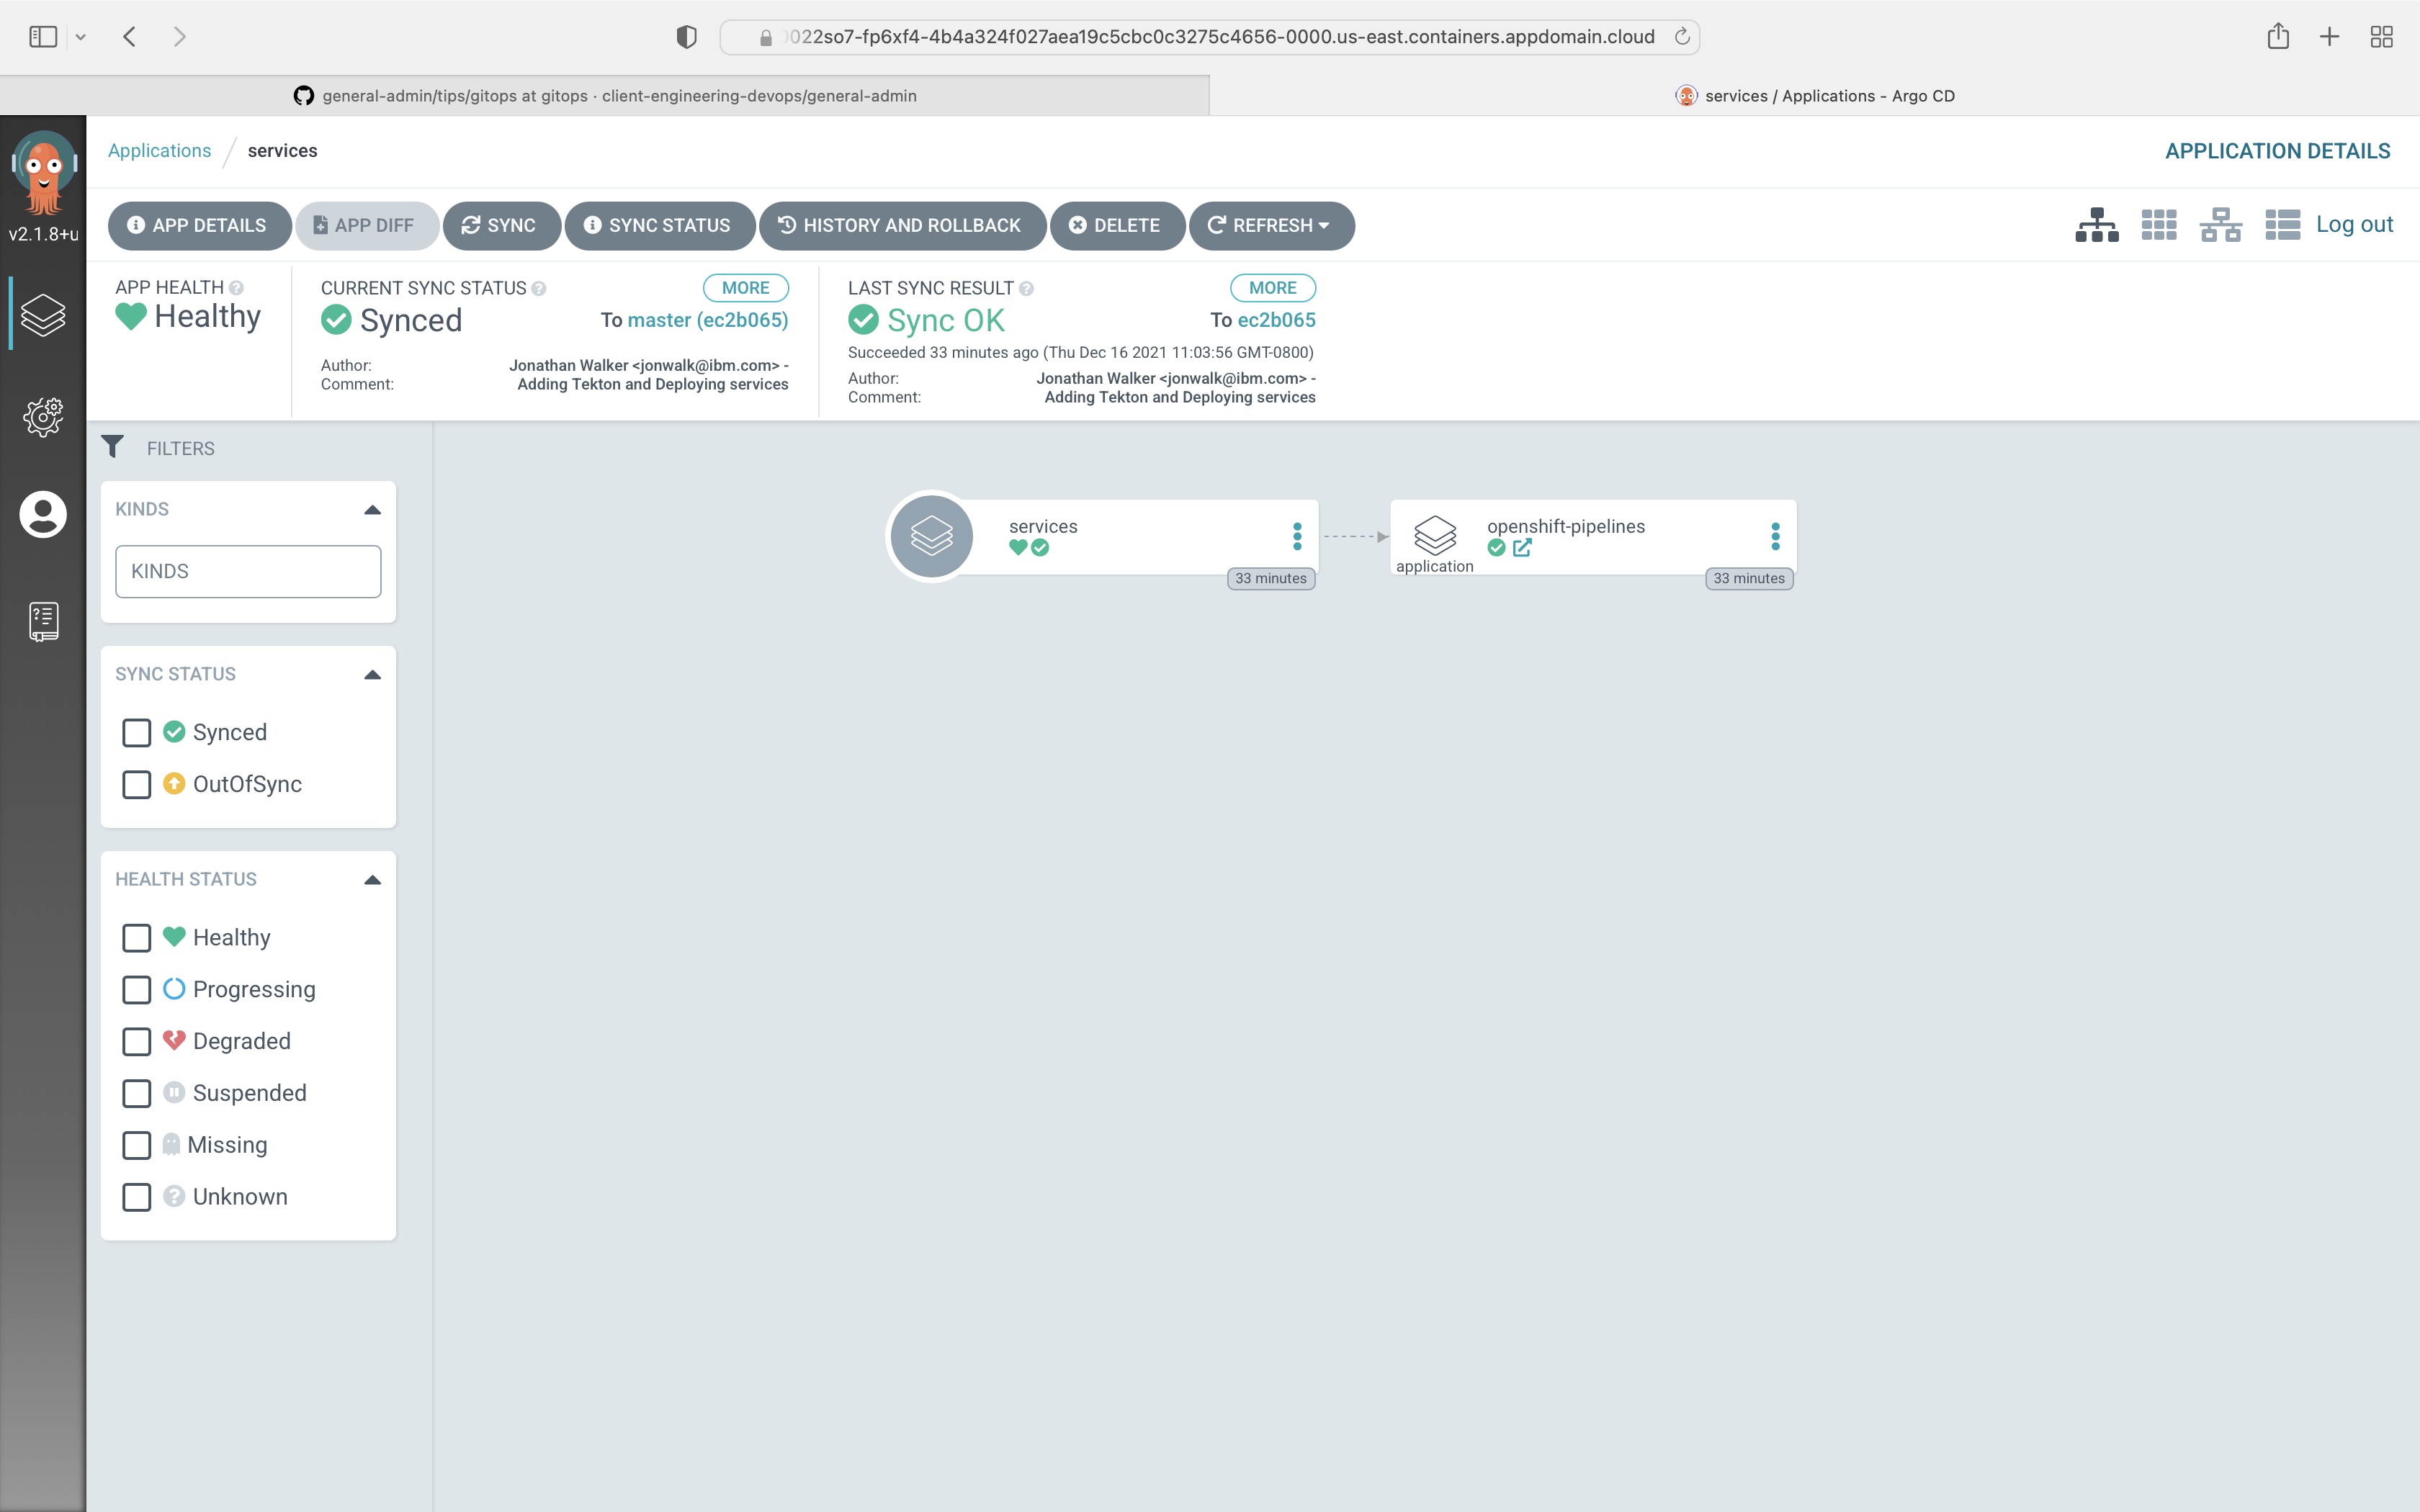 022so7-fp6xf4-4b4a324f027aea19c5cbc0c3275c4656-0000.us-east.containers.appdomain.cloud
general-admin/tips/gitops at gitops · client-engineering-devops/general-admin
services / Applications - Argo CD
v2.1.8+u
Applications / services
APPLICATION DETAILS
APP DETAILS
APP DIFF
SYNC
SYNC STATUS
HISTORY AND ROLLBACK
DELETE
REFRESH
Log out
APP HEALTH
Healthy
CURRENT SYNC STATUS
MORE
Synced
To master (ec2b065)
Author: Jonathan Walker <jonwalk@ibm.com> -
Comment: Adding Tekton and Deploying services
LAST SYNC RESULT
MORE
Sync OK
To ec2b065
Succeeded 33 minutes ago (Thu Dec 16 2021 11:03:56 GMT-0800)
Author: Jonathan Walker <jonwalk@ibm.com> -
Comment: Adding Tekton and Deploying services
FILTERS
KINDS
KINDS
SYNC STATUS
Synced
OutOfSync
HEALTH STATUS
Healthy
Progressing
Degraded
Suspended
Missing
Unknown
services
33 minutes
application
openshift-pipelines
33 minutes